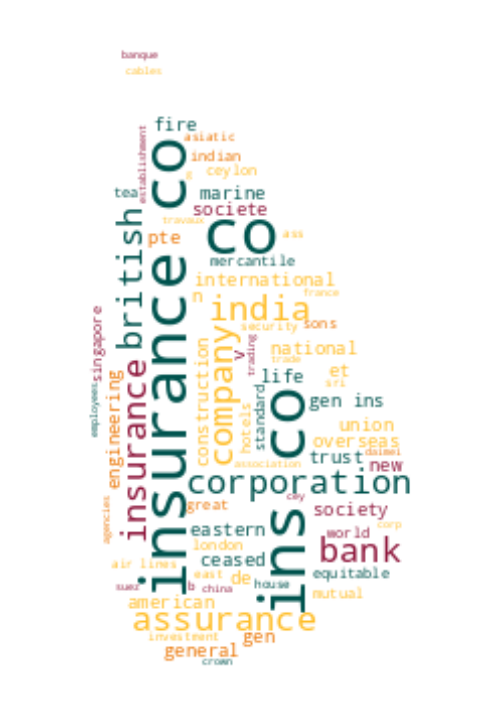 banque
cables
fire
asiatic
establishment
indian
ceylon
g
tea
marine
societe
ass
travaux
pte
co
mercantile
british
insurance co
international
n
france
india
singapore
security
sons
v
trading
national
trade
company
construction
insurance
engineering
employees
hotels
standard
life
et
sri
ins co
gen ins
union
overseas
trust
daimei
new
association
corporation
cey
great
agencies
society
corp
eastern
london
world
bank
ceased
air lines
east
de
equitable
suez
b
china
house
mutual
american
assurance
investment
gen
general
crown